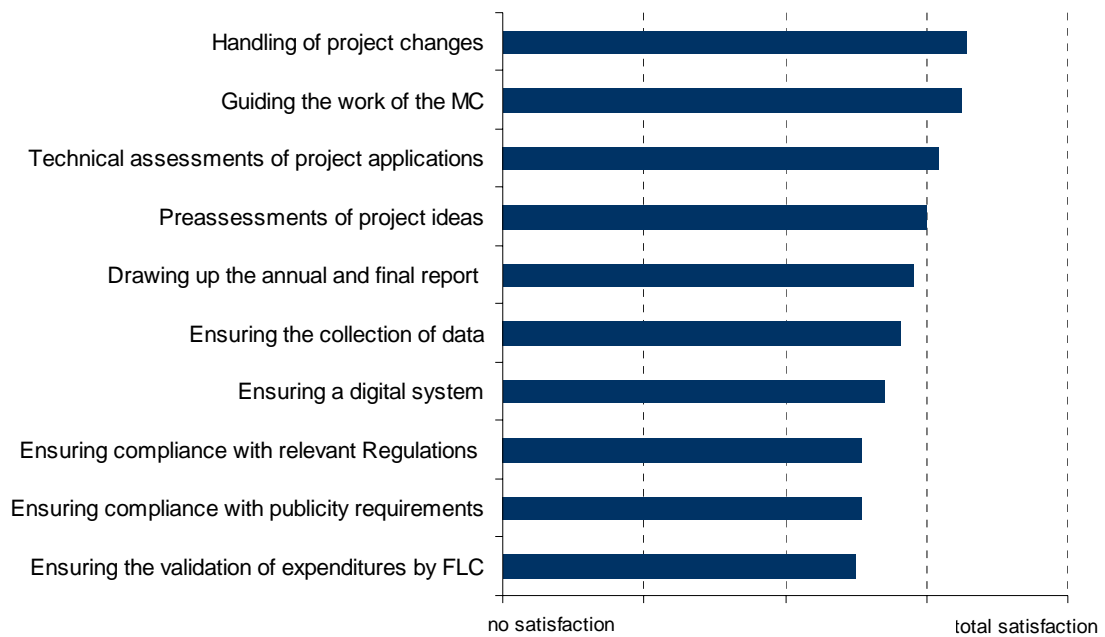 Handling of project changes
Guiding the work of the MC
Technical assessments of project applications
Preassessments of project ideas
Drawing up the annual and final report
Ensuring the collection of data
Ensuring a digital system
Ensuring compliance with relevant Regulations
Ensuring compliance with publicity requirements
Ensuring the validation of expenditures by FLC
no satisfaction total satisfaction